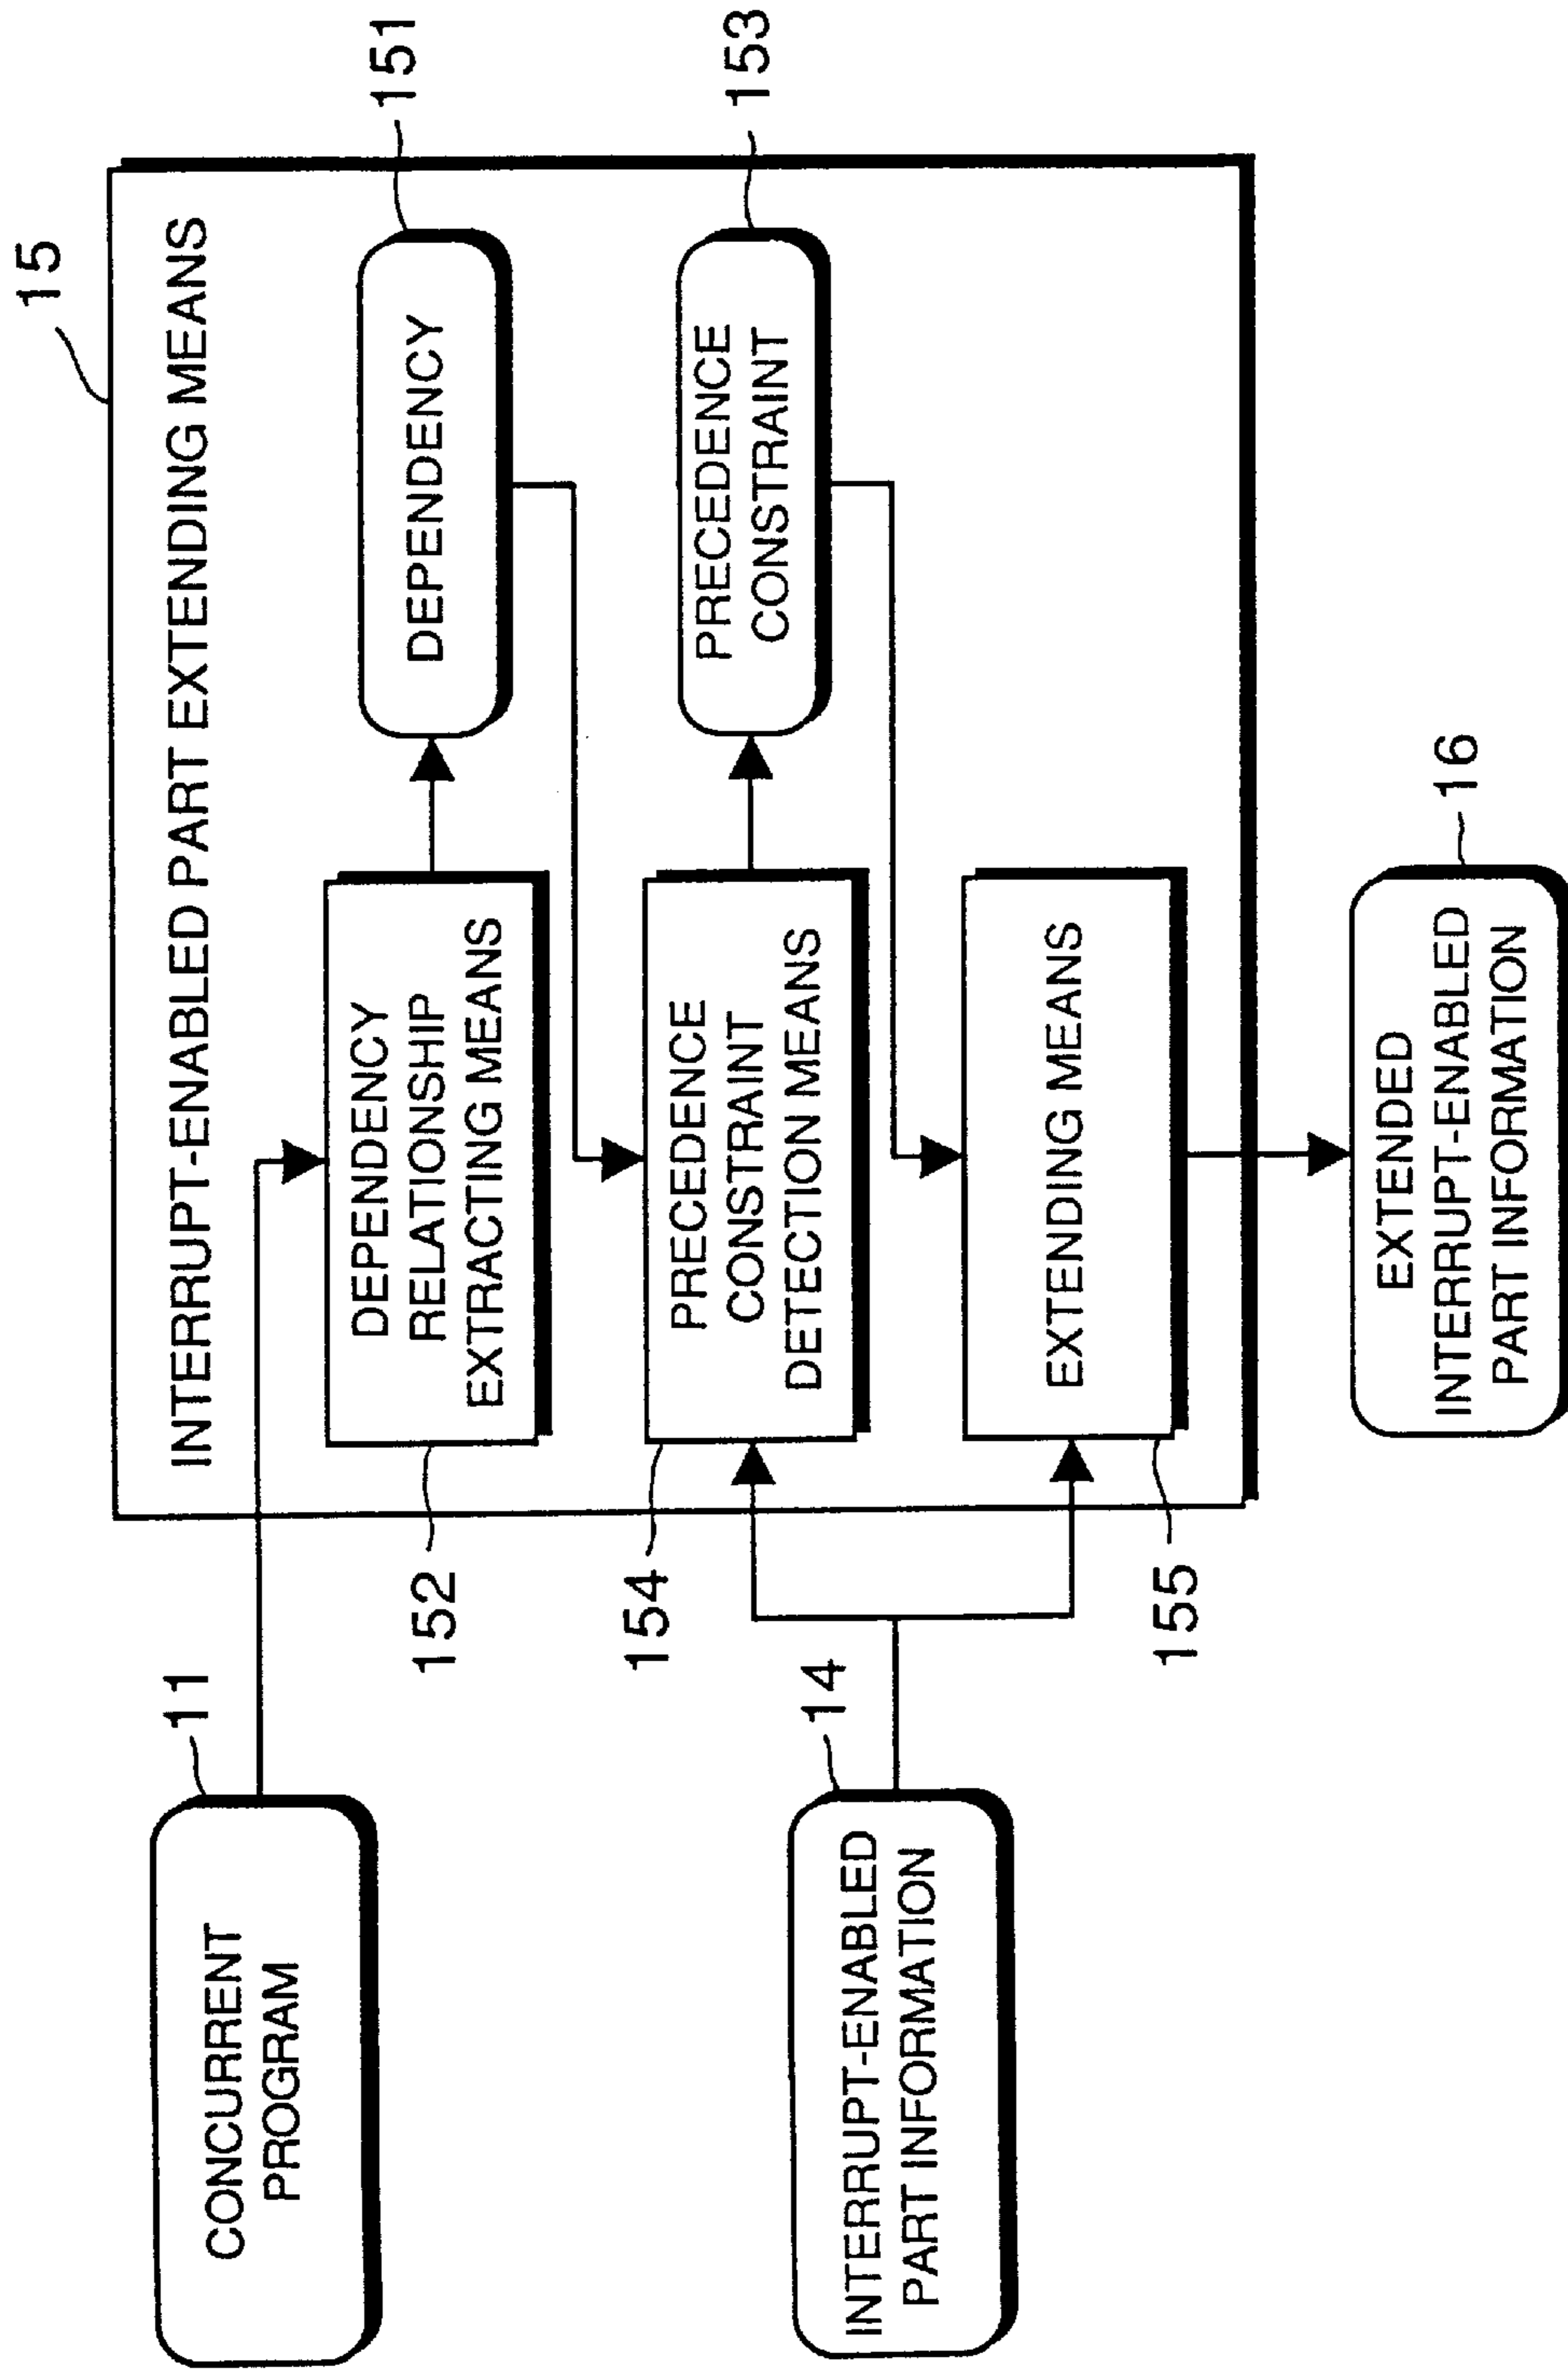 15
INTERRUPT-ENABLED PART EXTENDING MEANS
11
CONCURRENT
PROGRAM
152
DEPENDENCY
RELATIONSHIP
EXTRACTING MEANS
DEPENDENCY
151
154
PRECEDENCE
CONSTRAINT
DETECTION MEANS
PRECEDENCE
CONSTRAINT
153
14
INTERRUPT-ENABLED
PART INFORMATION
155
EXTENDING MEANS
EXTENDED
INTERRUPT-ENABLED
PART INFORMATION
16